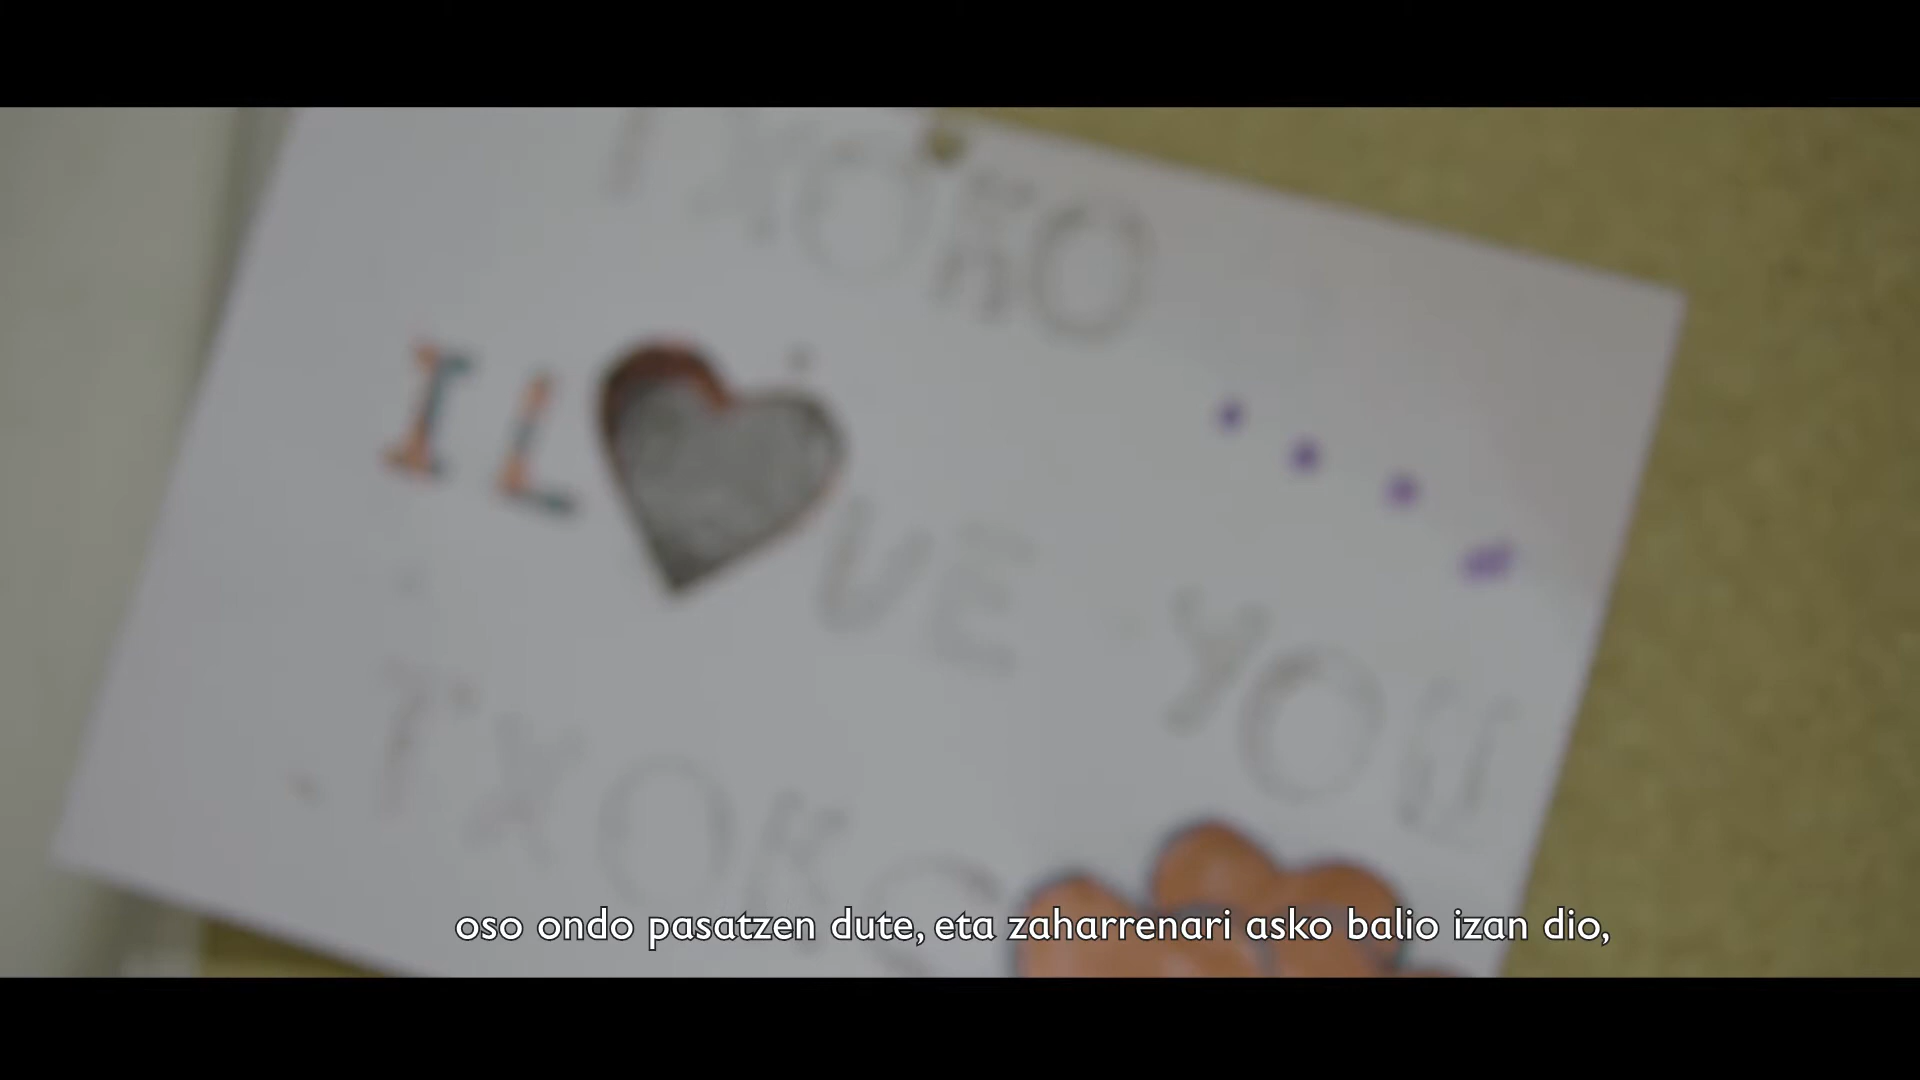 TXOKO
I LOVE YOU
TXOKO
oso ondo pasatzen dute, eta zaharrenari asko balio izan dio,